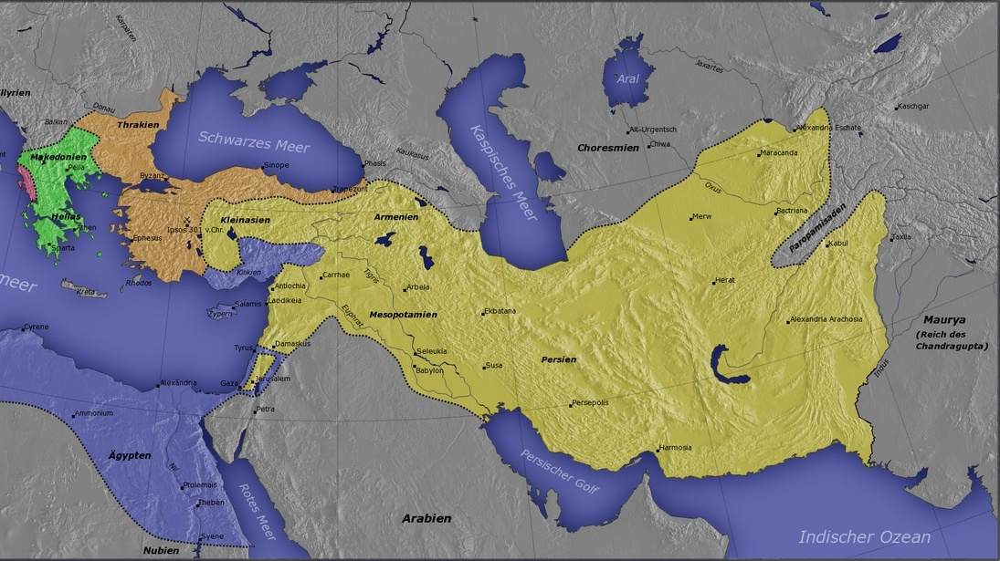 Karpaten
Aral
Jaxartes
llyrien
Donau
Kaschgar
Balkan
Thrakien
Alexandria Eschate
Alt-Urgentsch
Schwarzes Meer
Kaspisches Meer
Choresmien
Chiwa
nt
Makedonien
Pella
Kaukasus
Maracanda
Sinope
Phasis
Byzanz
Trapezunt
Oxus
Hellas
Kleinasien
Armenien
Merw
Bactriana
Athen
Ipsos 301 v.Chr.
Paropamisaden
Ephesus
Taxila
Sparta
Kabul
Kilikien
meer
Rhodos
Carrhae
Tigris
Kreta
Antiochia
Herat
Arbela
Salamis
Laodikeia
Zypern
Euphrat
Mesopotamien
Ekbatana
Alexandria Arachosia
Maurya
(Reich des
Chandragupta)
Cyrene
Tyrus
Damaskus
Seleukia
Persien
Babylon
Susa
Indus
Alexandria
Gaza
Jerusalem
Petra
Persepolis
Ammonium
Harmosia
Ägypten
Nil
Persischer Golf
Ptolemais
Theben
Rotes Meer
Arabien
Syene
Indischer Ozean
Nubien